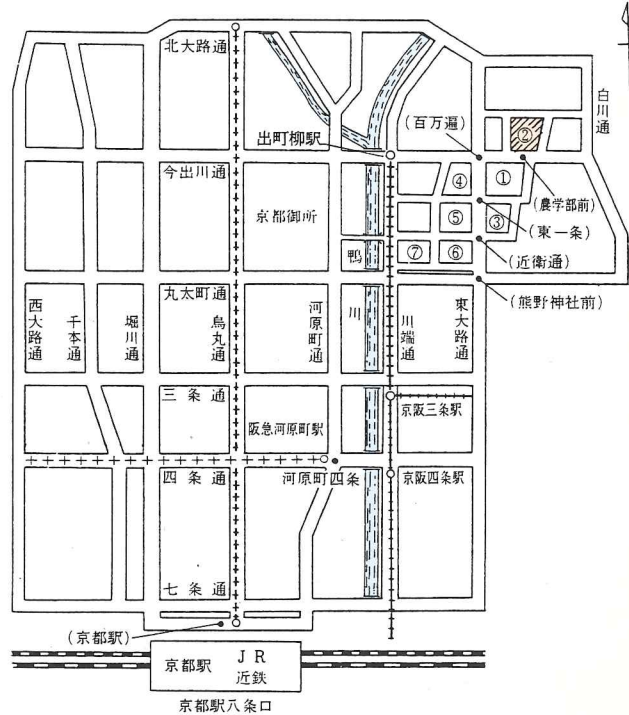 北大路通
白川通
(百万遍)
出町柳駅
②
今出川通
④
①
(農学部前)
京都御所
⑤
③
(東一条)
鴨
⑦
⑥
(近衛通)
丸太町通
(熊野神社前)
西大路通
千本通
堀川通
烏丸通
河原町通
川
川端通
東大路通
三条通
阪急河原町駅
京阪三条駅
四条通
河原町四条
京阪四条駅
七条通
(京都駅)
京都駅
JR
近鉄
京都駅八条口